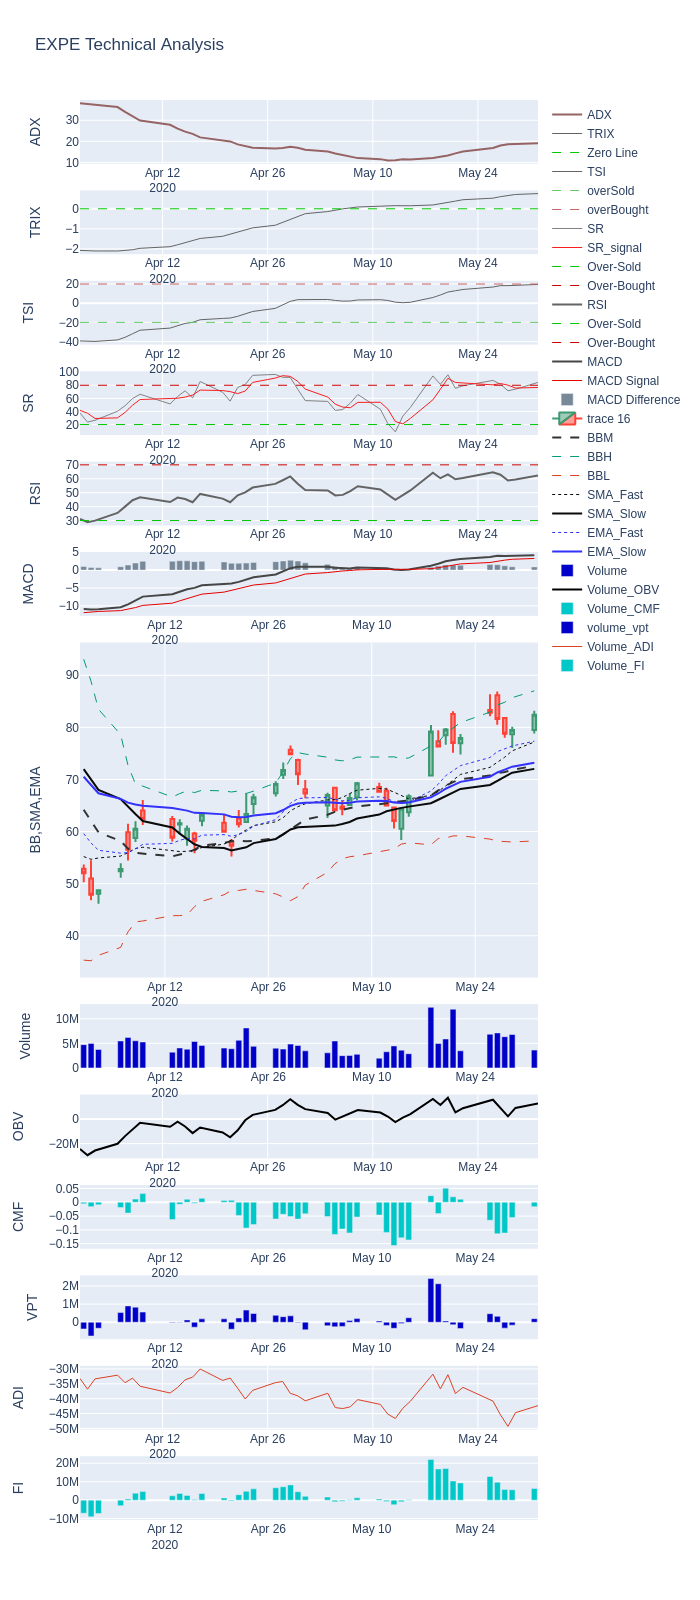 EXPE Technical Analysis
ADX
30
20
10
Apr 12
2020
Apr 26
May 10
May 24
TRIX
0
−1
−2
Apr 12
2020
Apr 26
May 10
May 24
TSI
20
0
−20
−40
Apr 12
2020
Apr 26
May 10
May 24
SR
100
80
60
40
20
Apr 12
2020
Apr 26
May 10
May 24
RSI
70
60
50
40
30
Apr 12
2020
Apr 26
May 10
May 24
MACD
5
0
−5
−10
Apr 12
2020
Apr 26
May 10
May 24
BB,SMA,EMA
90
80
70
60
50
40
Apr 12
2020
Apr 26
May 10
May 24
Volume
10M
5M
0
Apr 12
2020
Apr 26
May 10
May 24
OBV
0
−20M
Apr 12
2020
Apr 26
May 10
May 24
CMF
0.05
0
−0.05
−0.1
−0.15
Apr 12
2020
Apr 26
May 10
May 24
VPT
2M
1M
0
Apr 12
2020
Apr 26
May 10
May 24
ADI
−30M
−35M
−40M
−45M
−50M
Apr 12
2020
Apr 26
May 10
May 24
FI
20M
10M
0
−10M
Apr 12
2020
Apr 26
May 10
May 24
ADX
TRIX
Zero Line
TSI
overSold
overBought
SR
SR_signal
Over-Sold
Over-Bought
RSI
Over-Sold
Over-Bought
MACD
MACD Signal
MACD Difference
trace 16
BBM
BBH
BBL
SMA_Fast
SMA_Slow
EMA_Fast
EMA_Slow
Volume
Volume_OBV
Volume_CMF
volume_vpt
Volume_ADI
Volume_FI